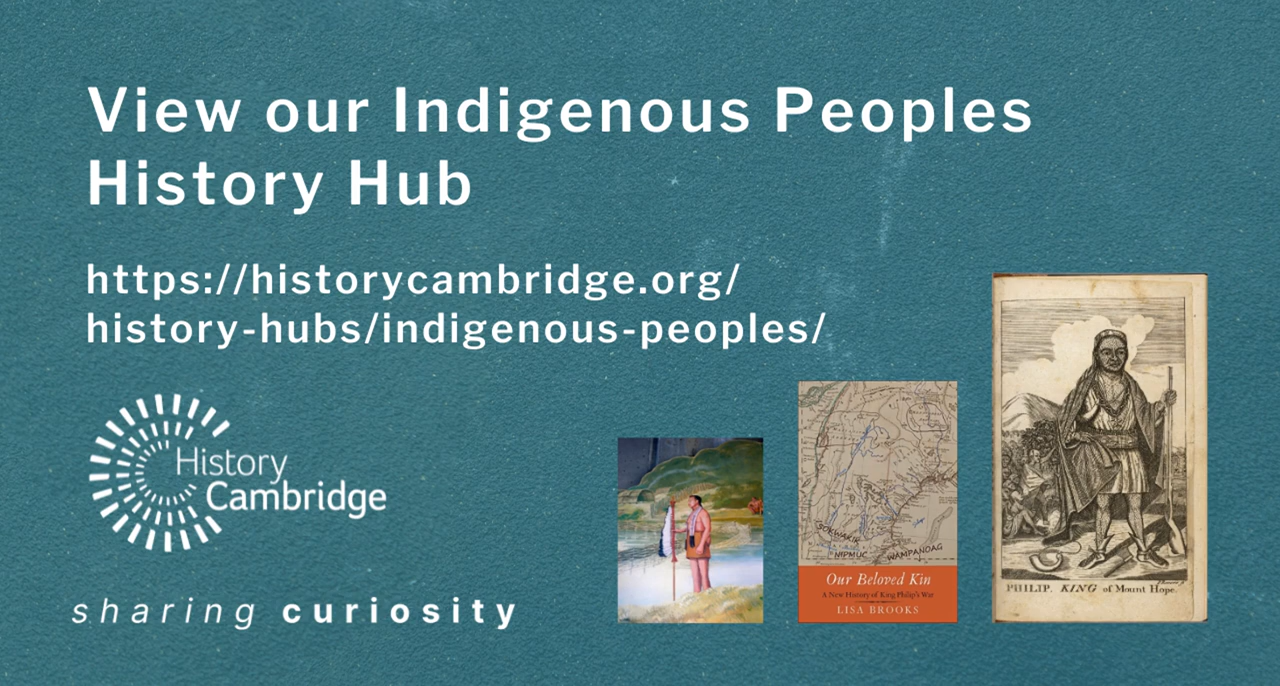 View our Indigenous Peoples
History Hub
https://historycambridge.org/
history-hubs/indigenous-peoples/
History
Cambridge
sharing curiosity
SOKWAKIK
NIPMUC
WAMPANOAG
Our Beloved Kin
A New History of King Philip's War
LISA BROOKS
PHILIP. KING of Mount Hope.